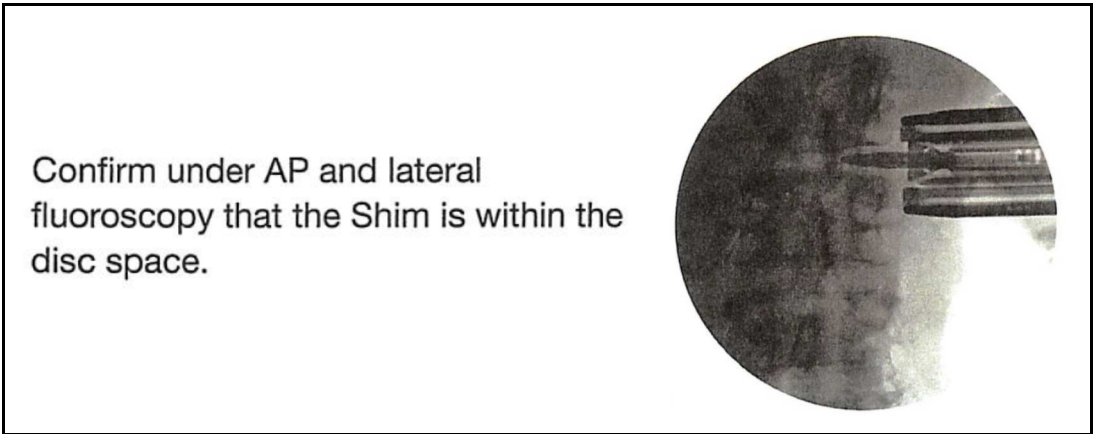 Confirm under AP and lateral
fluoroscopy that the Shim is within the
disc space.